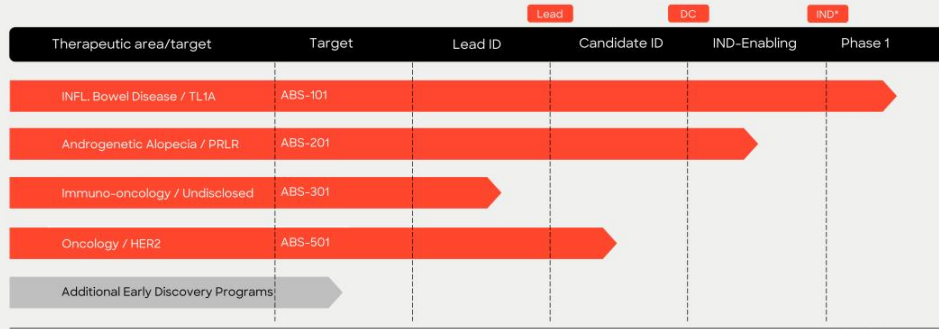 Lead DC IND*
Therapeutic area/target Target Lead ID Candidate ID IND-Enabling Phase 1
INFL. Bowel Disease / TL1A ABS-101
Androgenetic Alopecia / PRLR ABS-201
Immuno-oncology / Undisclosed ABS-301
Oncology / HER2 ABS-501
Additional Early Discovery Programs